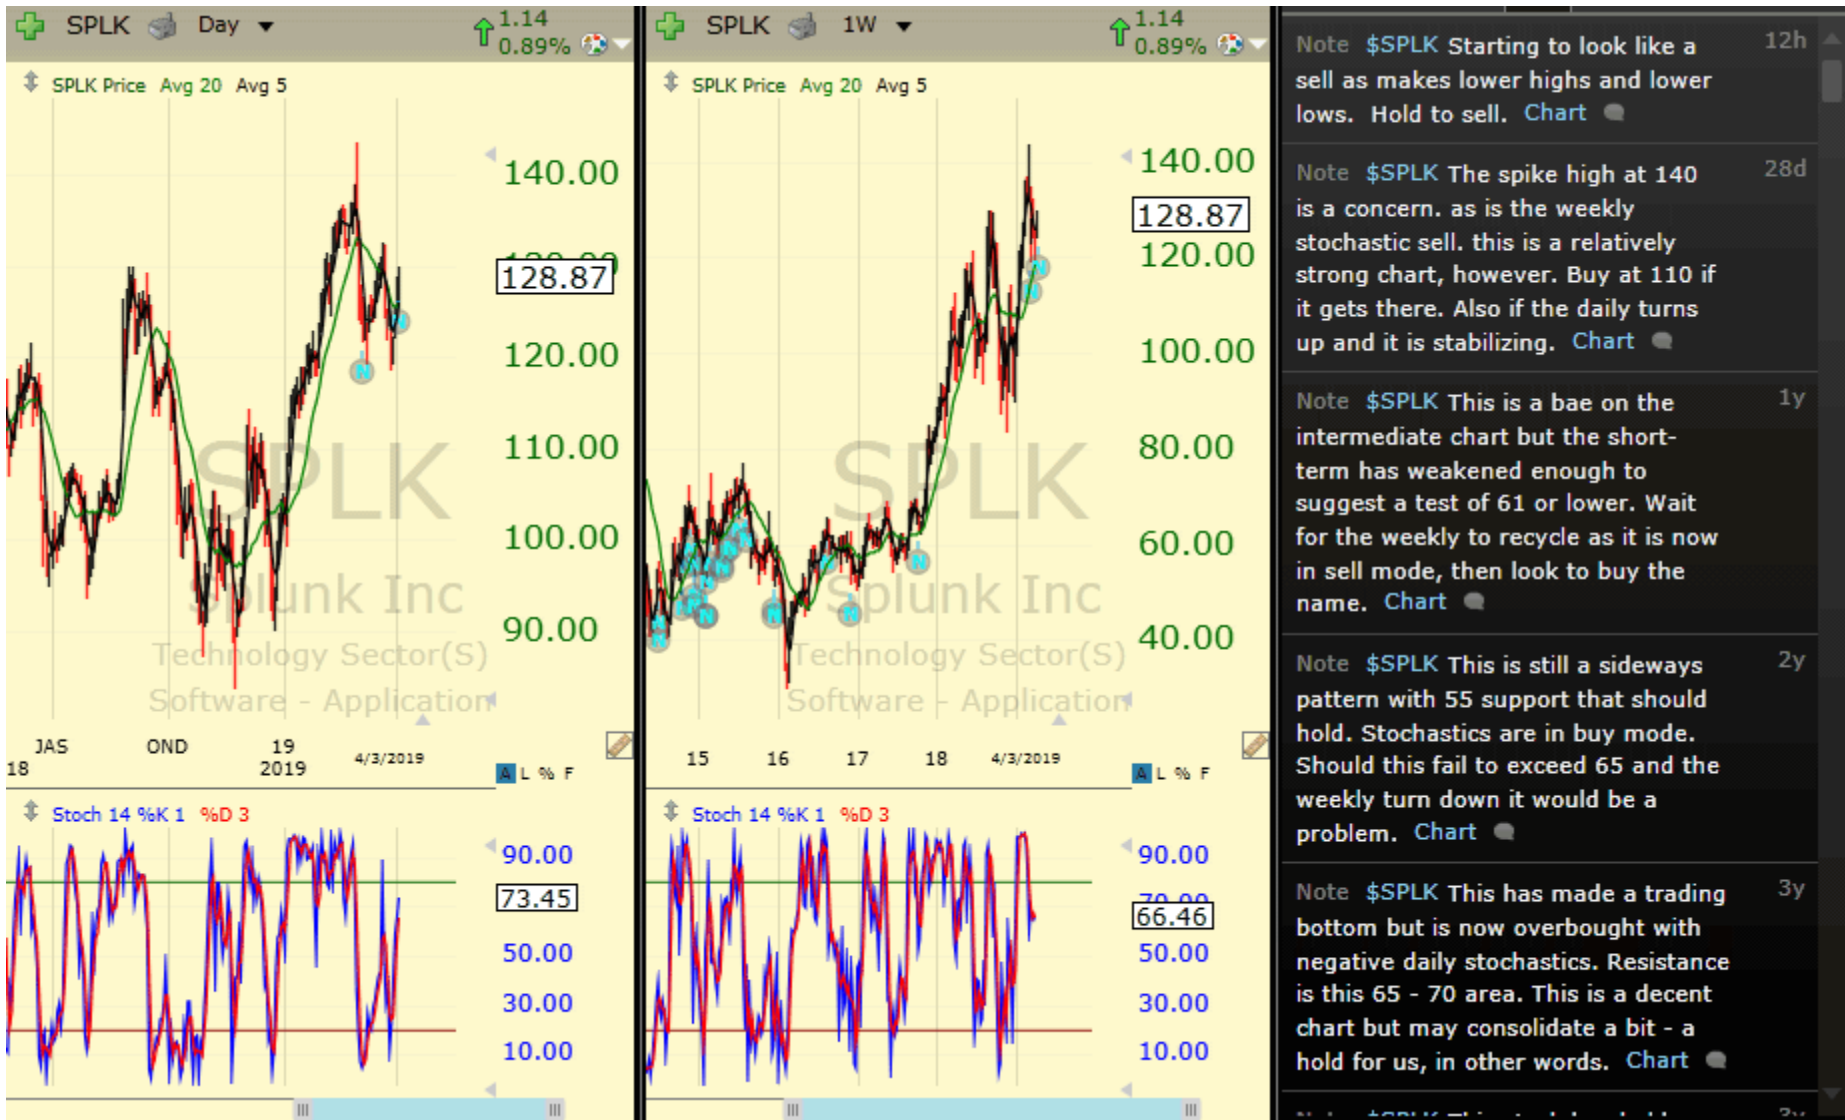 SPLK Day
1.14
0.89%
SPLK Price Avg 20 Avg 5
140.00
128.87
120.00
110.00
100.00
90.00
SPLK
Splunk Inc
Technology Sector(S)
Software - Application
JAS OND 19
18 2019 4/3/2019
A L % F
Stoch 14 %K 1 %D 3
90.00
73.45
50.00
30.00
10.00
SPLK 1W
1.14
0.89%
SPLK Price Avg 20 Avg 5
140.00
128.87
120.00
100.00
80.00
60.00
40.00
SPLK
Splunk Inc
Technology Sector(S)
Software - Application
15 16 17 18 4/3/2019
A L % F
Stoch 14 %K 1 %D 3
90.00
70.00
66.46
50.00
30.00
10.00
Note $SPLK Starting to look like a 12h
sell as makes lower highs and lower
lows. Hold to sell. Chart
Note $SPLK The spike high at 140 28d
is a concern. as is the weekly
stochastic sell. this is a relatively
strong chart, however. Buy at 110 if
it gets there. Also if the daily turns
up and it is stabilizing. Chart
Note $SPLK This is a bae on the 1y
intermediate chart but the short-
term has weakened enough to
suggest a test of 61 or lower. Wait
for the weekly to recycle as it is now
in sell mode, then look to buy the
name. Chart
Note $SPLK This is still a sideways 2y
pattern with 55 support that should
hold. Stochastics are in buy mode.
Should this fail to exceed 65 and the
weekly turn down it would be a
problem. Chart
Note $SPLK This has made a trading 3y
bottom but is now overbought with
negative daily stochastics. Resistance
is this 65 - 70 area. This is a decent
chart but may consolidate a bit - a
hold for us, in other words. Chart